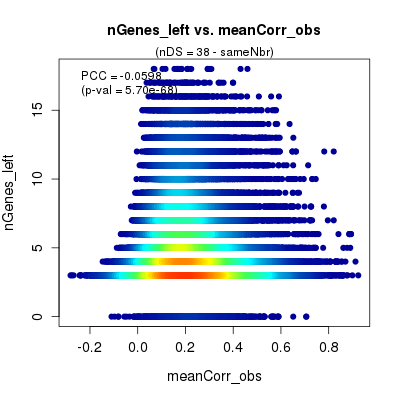 nGenes_left vs. meanCorr_obs
(nDS = 38 - sameNbr)
PCC = -0.0598
(p-val = 5.70e-68)
nGenes_left
15
10
5
0
-0.2 0.0 0.2 0.4 0.6 0.8
meanCorr_obs